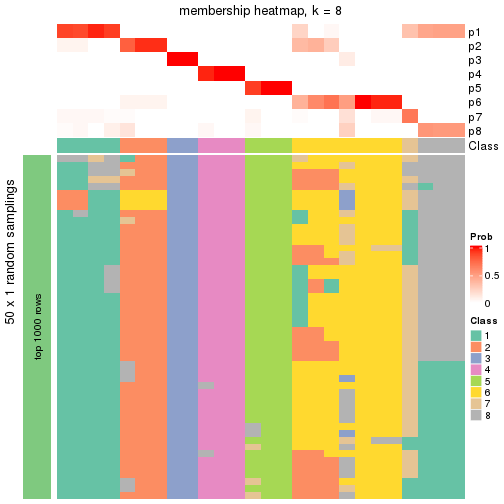 membership heatmap, k = 8
p1
p2
p3
p4
p5
p6
p7
p8
Class
50 x 1 random samplings
top 1000 rows
Prob
1
0.5
0
Class
1
2
3
4
5
6
7
8